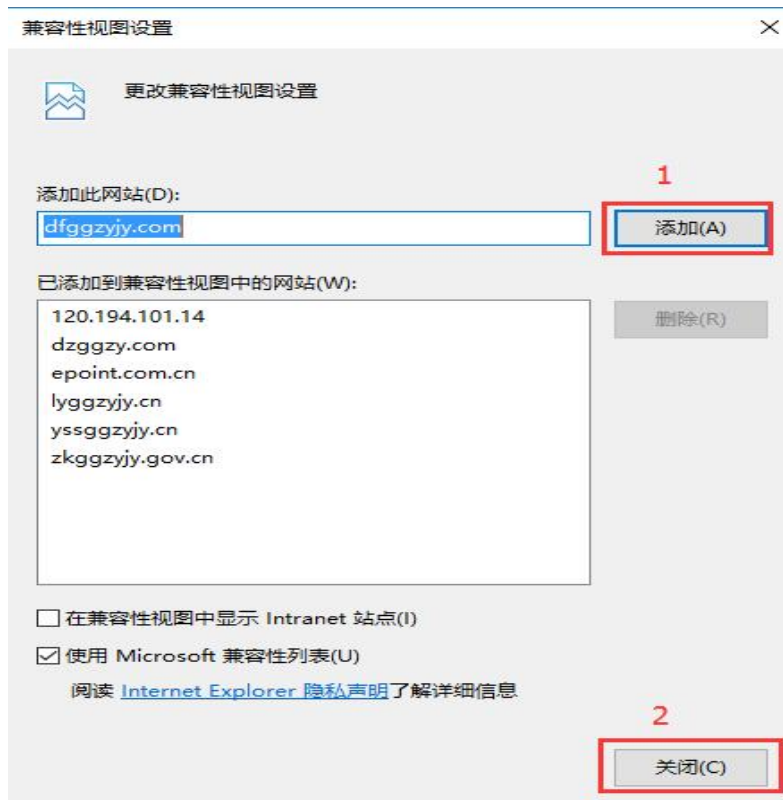 兼容性视图设置
更改兼容性视图设置
1
添加此网站(D):
dfggzyjy.com
添加(A)
已添加到兼容性视图中的网站(W):
120.194.101.14
删除(R)
dzggzy.com
epoint.com.cn
lyggzyjy.cn
yssggzyjy.cn
zkggzyjy.gov.cn
在兼容性视图中显示 Intranet 站点(I)
使用 Microsoft 兼容性列表(U)
阅读 Internet Explorer 隐私声明了解详细信息
2
关闭(C)